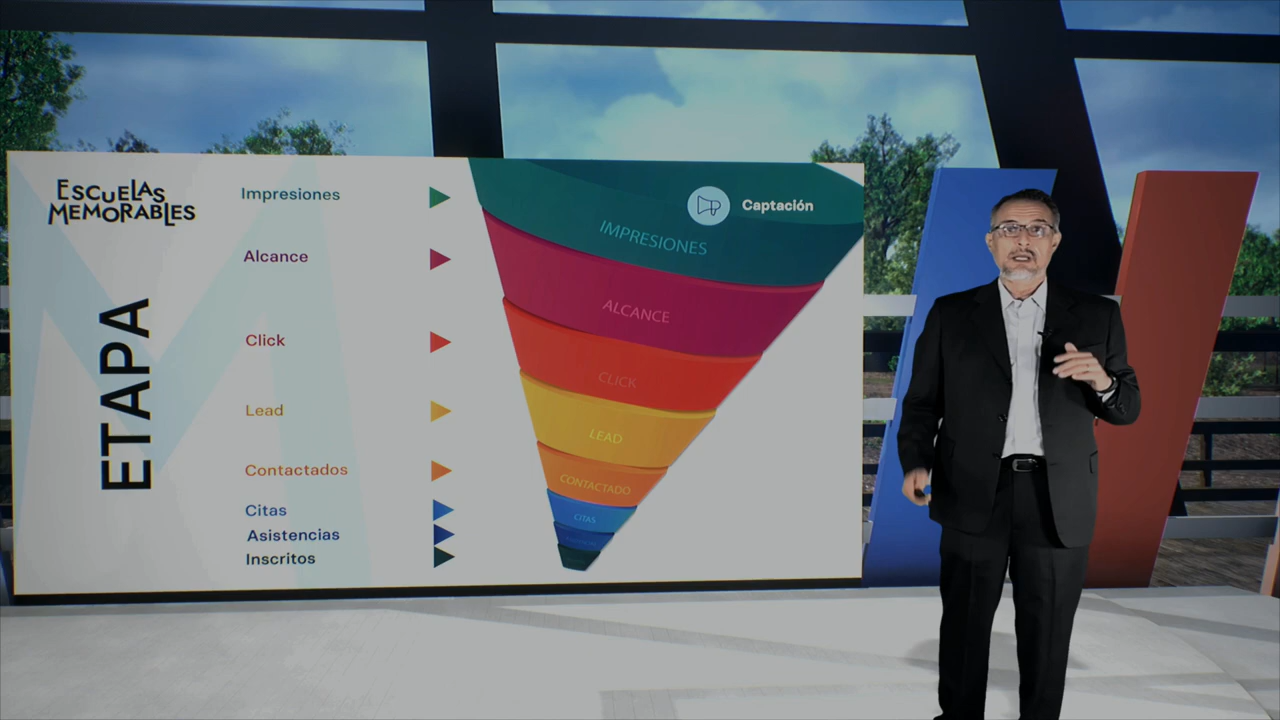 ESCUELAS
MEMORABLES
ETAPA
Impresiones
Alcance
Click
Lead
Contactados
Citas
Asistencias
Inscritos
Captación
IMPRESIONES
ALCANCE
CLICK
LEAD
CONTACTADO
CITAS